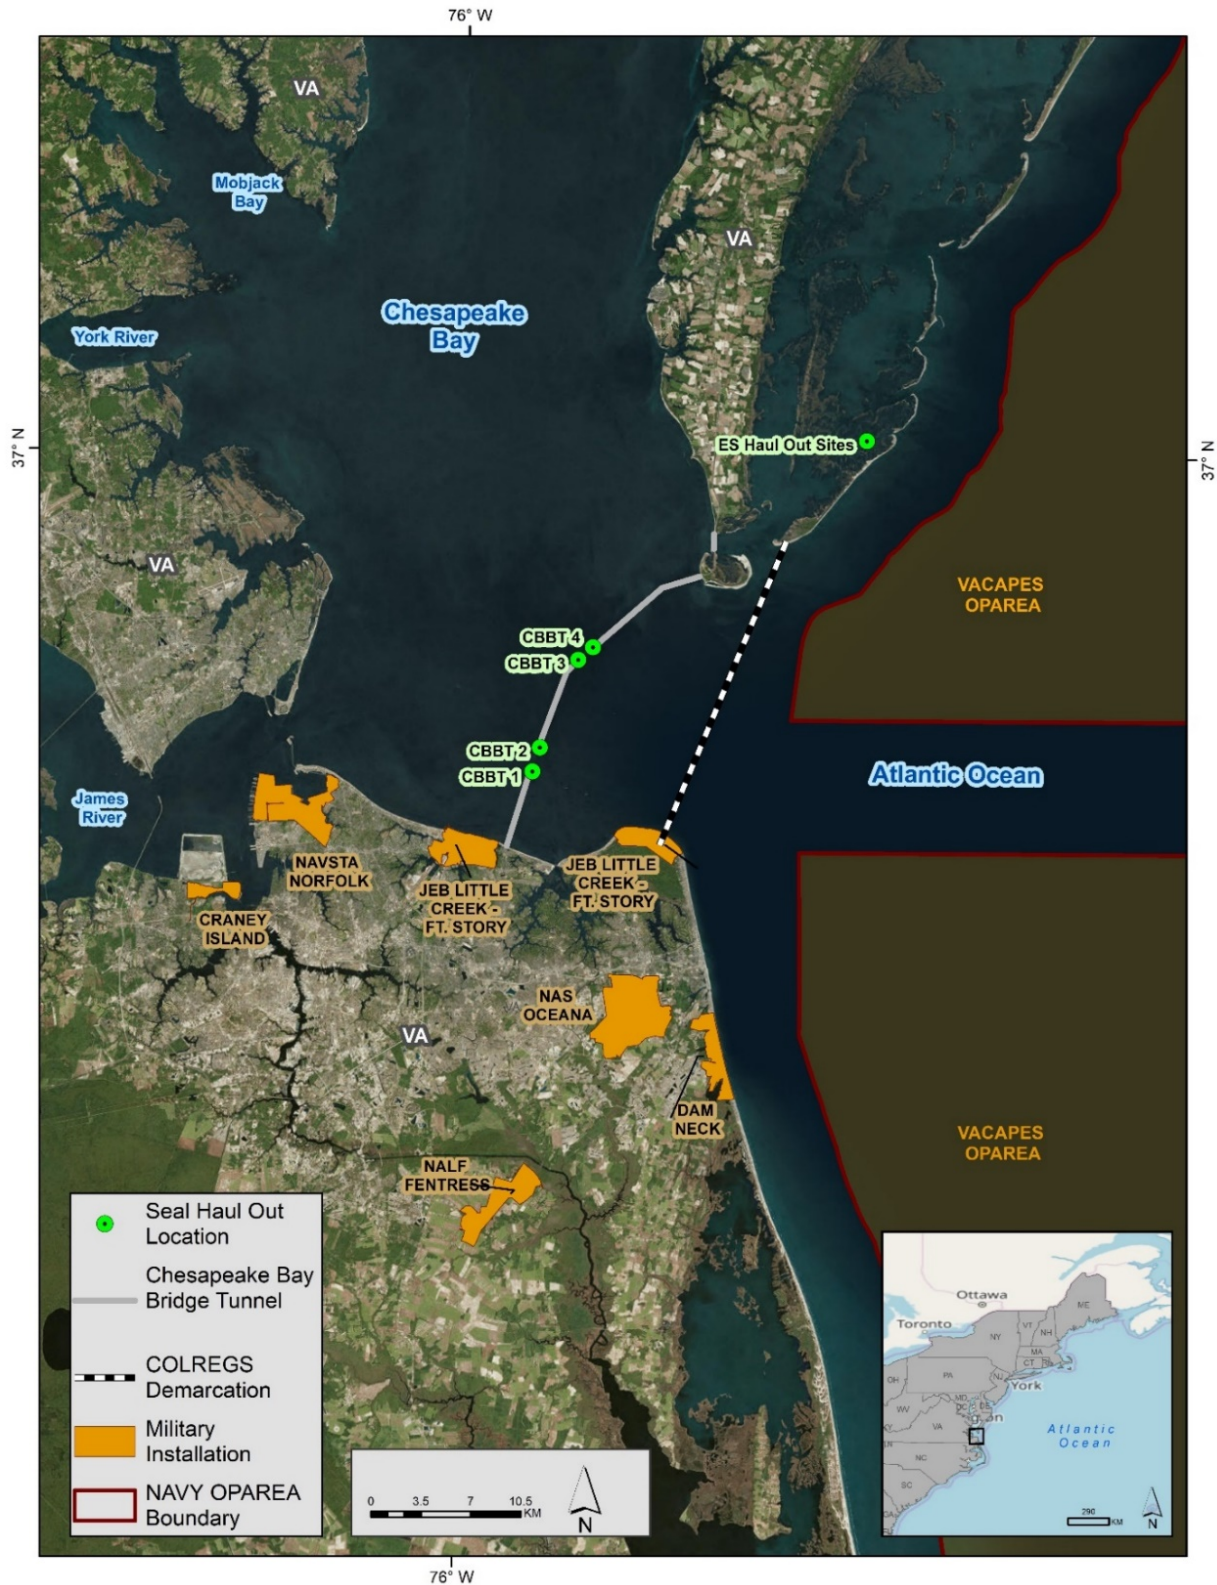 76° W
VA
Mobjack
Bay
VA
Chesapeake
Bay
York River
37° N
37° N
ES Haul Out Sites
VA
VACAPES
OPAREA
CBBT 4
CBBT 3
CBBT 2
CBBT 1
Atlantic Ocean
James
River
NAVSTA
NORFOLK
JEB LITTLE
CREEK -
FT. STORY
JEB LITTLE
CREEK -
FT. STORY
CRANEY
ISLAND
NAS
OCEANA
VA
DAM
NECK
VACAPES
OPAREA
NALF
FENTRESS
Seal Haul Out
Location
Chesapeake Bay
Bridge Tunnel
COLREGS
Demarcation
Military
Installation
NAVY OPAREA
Boundary
0 3.5 7 10.5
KM
N
Ottawa
Toronto
ME
VT
NH
NY
MA
CT
OH
PA
NJ
York
MD
WV
VA
NC
SC
Atlantic
Ocean
290
KM
N
76° W